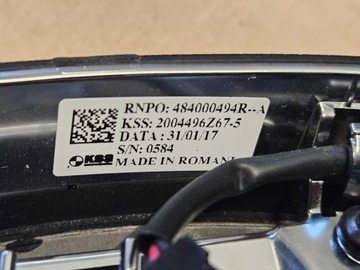 RNPO: 484000494R--A
KSS: 2004496Z67-5
DATA : 31/01/17
S/N: 0584
KSS MADE IN ROMANI